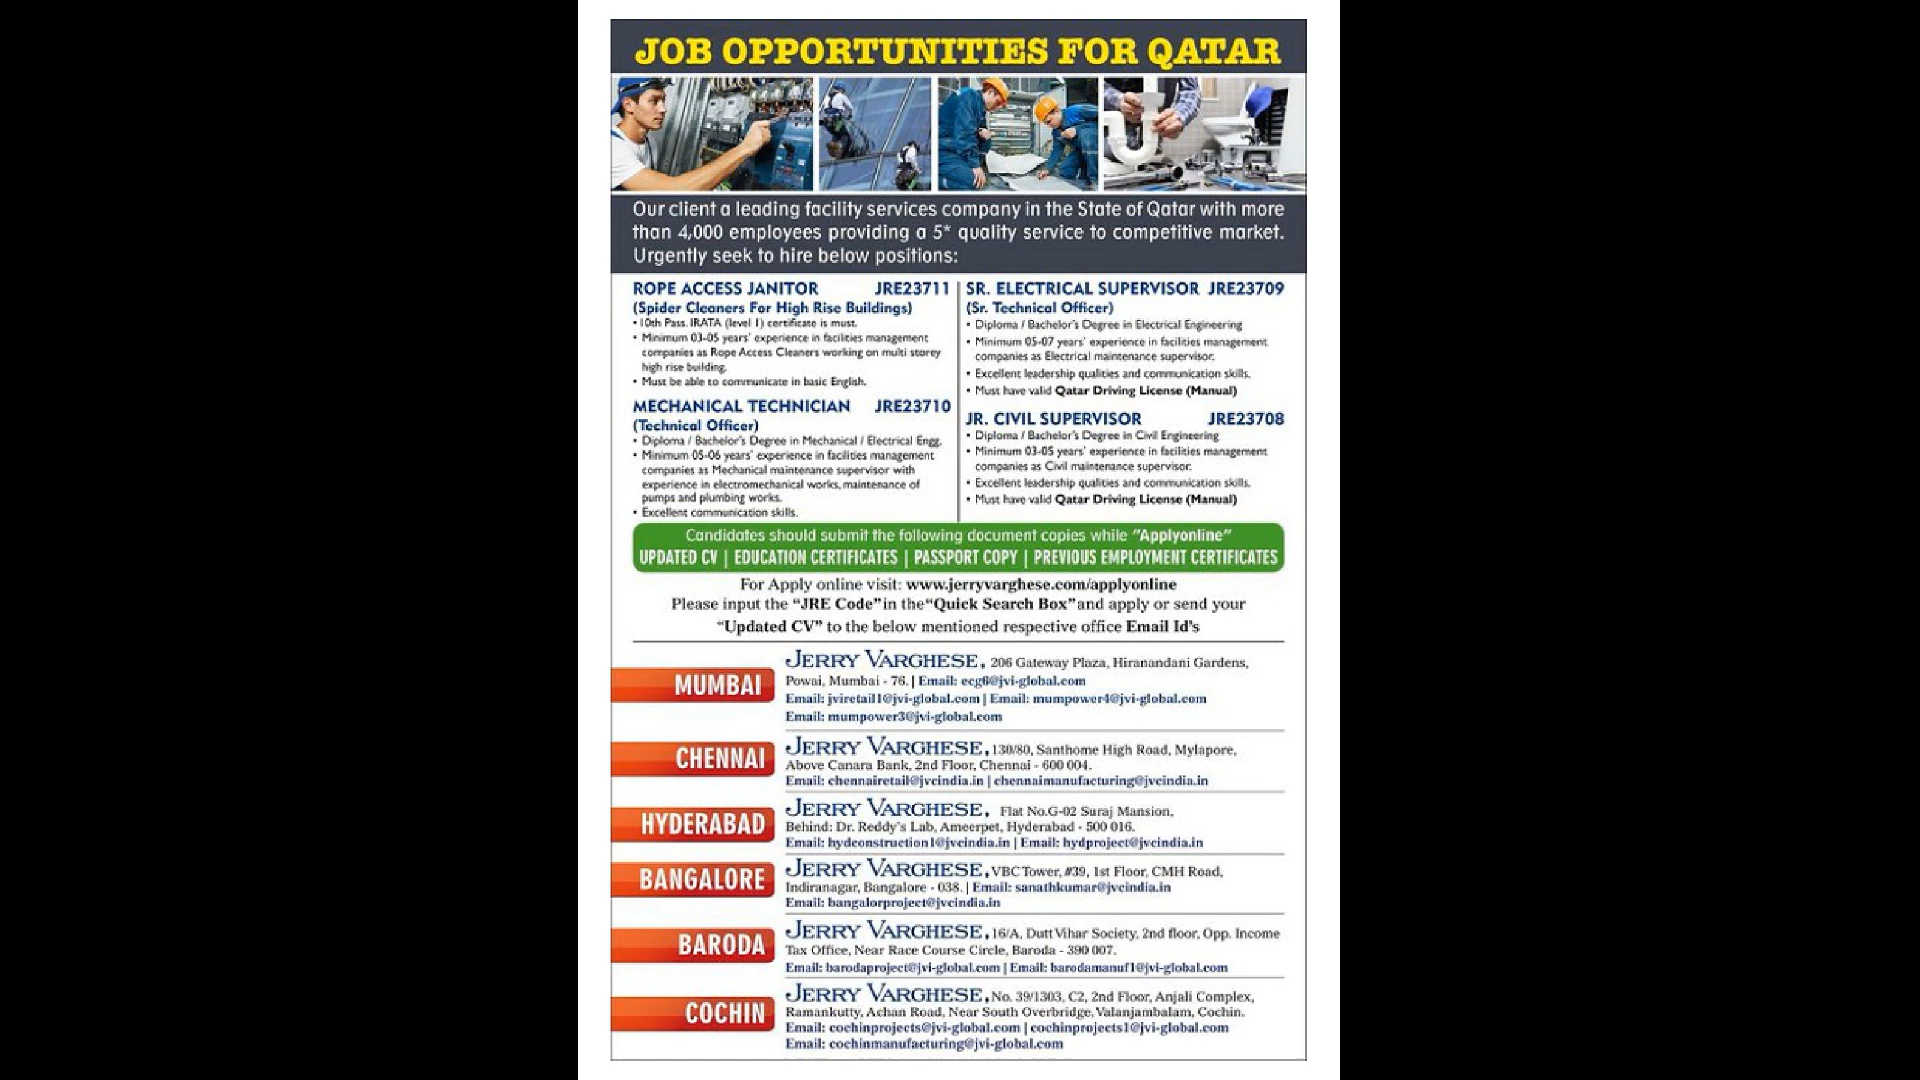 JOB OPPORTUNITIES FOR QATAR
Our client a leading facility services company in the State of Qatar with more
than 4,000 employees providing a 5* quality service to competitive market.
Urgently seek to hire below positions:
ROPE ACCESS JANITOR JRE23711
(Spider Cleaners For High Rise Buildings)
• 10th Pass. IRATA (level 1) certificate is must.
• Minimum 03-05 years' experience in facilities management
companies as Rope Access Cleaners working on multi storey
high rise building.
• Must be able to communicate in basic English.
MECHANICAL TECHNICIAN JRE23710
(Technical Officer)
• Diploma / Bachelor's Degree in Mechanical / Electrical Engg.
• Minimum 05-06 years' experience in facilities management
companies as Mechanical maintenance supervisor with
experience in electromechanical works, maintenance of
pumps and plumbing works.
• Excellent communication skills.
SR. ELECTRICAL SUPERVISOR JRE23709
(Sr. Technical Officer)
• Diploma / Bachelor's Degree in Electrical Engineering
• Minimum 05-07 years' experience in facilities management
companies as Electrical maintenance supervisor.
• Excellent leadership qualities and communication skills.
• Must have valid Qatar Driving License (Manual)
JR. CIVIL SUPERVISOR JRE23708
• Diploma / Bachelor's Degree in Civil Engineering
• Minimum 03-05 years' experience in facilities management
companies as Civil maintenance supervisor.
• Excellent leadership qualities and communication skills.
• Must have valid Qatar Driving License (Manual)
Candidates should submit the following document copies while "Applyonline"
UPDATED CV | EDUCATION CERTIFICATES | PASSPORT COPY | PREVIOUS EMPLOYMENT CERTIFICATES
For Apply online visit: www.jerryvarghese.com/applyonline
Please input the "JRE Code" in the "Quick Search Box" and apply or send your
"Updated CV" to the below mentioned respective office Email Id's
MUMBAI
JERRY VARGHESE, 206 Gateway Plaza, Hiranandani Gardens,
Powai, Mumbai - 76. | Email: ecg6@jvi-global.com
Email: jviretail1@jvi-global.com | Email: mumpower4@jvi-global.com
Email: mumpower3@jvi-global.com
CHENNAI
JERRY VARGHESE, 130/80, Santhome High Road, Mylapore,
Above Canara Bank, 2nd Floor, Chennai - 600 004.
Email: chennairetail@jvcindia.in | chennaimanufacturing@jvcindia.in
HYDERABAD
JERRY VARGHESE, Flat No.G-02 Suraj Mansion,
Behind: Dr. Reddy's Lab, Ameerpet, Hyderabad - 500 016.
Email: hydconstruction1@jvcindia.in | Email: hydproject@jvcindia.in
BANGALORE
JERRY VARGHESE, VBC Tower, #39, 1st Floor, CMH Road,
Indiranagar, Bangalore - 038. | Email: sanathkumar@jvcindia.in
Email: bangalorproject@jvcindia.in
BARODA
JERRY VARGHESE, 16/A, Dutt Vihar Society, 2nd floor, Opp. Income
Tax Office, Near Race Course Circle, Baroda - 390 007.
Email: barodaproject@jvi-global.com | Email: barodamanuf1@jvi-global.com
COCHIN
JERRY VARGHESE, No. 39/1303, C2, 2nd Floor, Anjali Complex,
Ramankutty, Achan Road, Near South Overbridge, Valanjambalam, Cochin.
Email: cochinprojects@jvi-global.com | cochinprojects1@jvi-global.com
Email: cochinmanufacturing@jvi-global.com